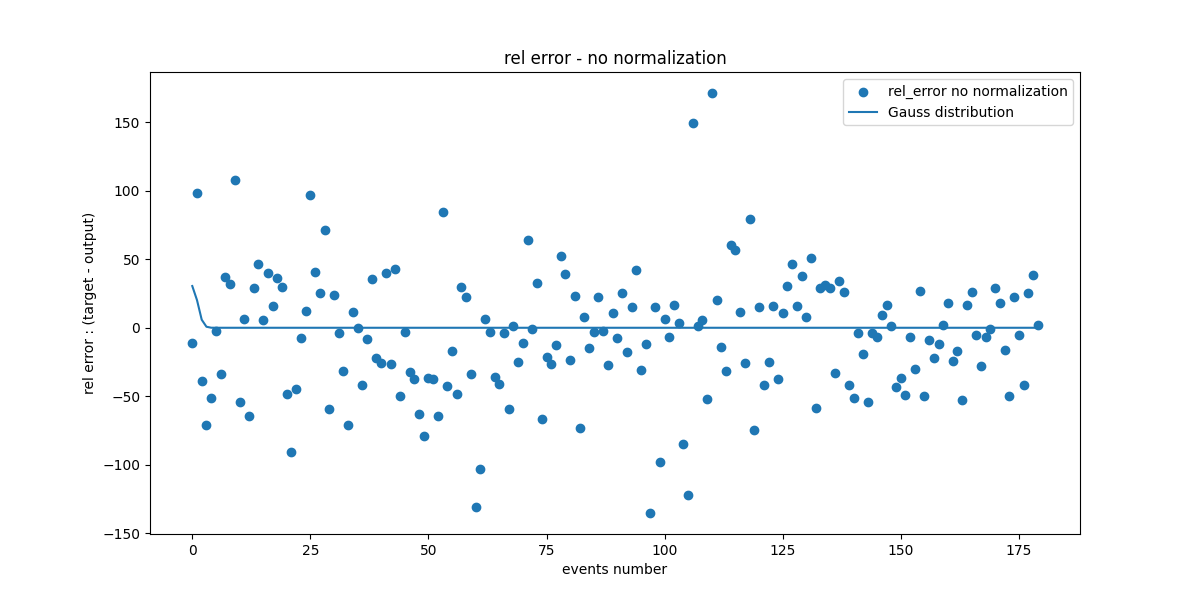 rel error - no normalization
rel_error no normalization
Gauss distribution
rel error : (target - output)
150
100
50
0
−50
−100
−150
0 25 50 75 100 125 150 175
events number